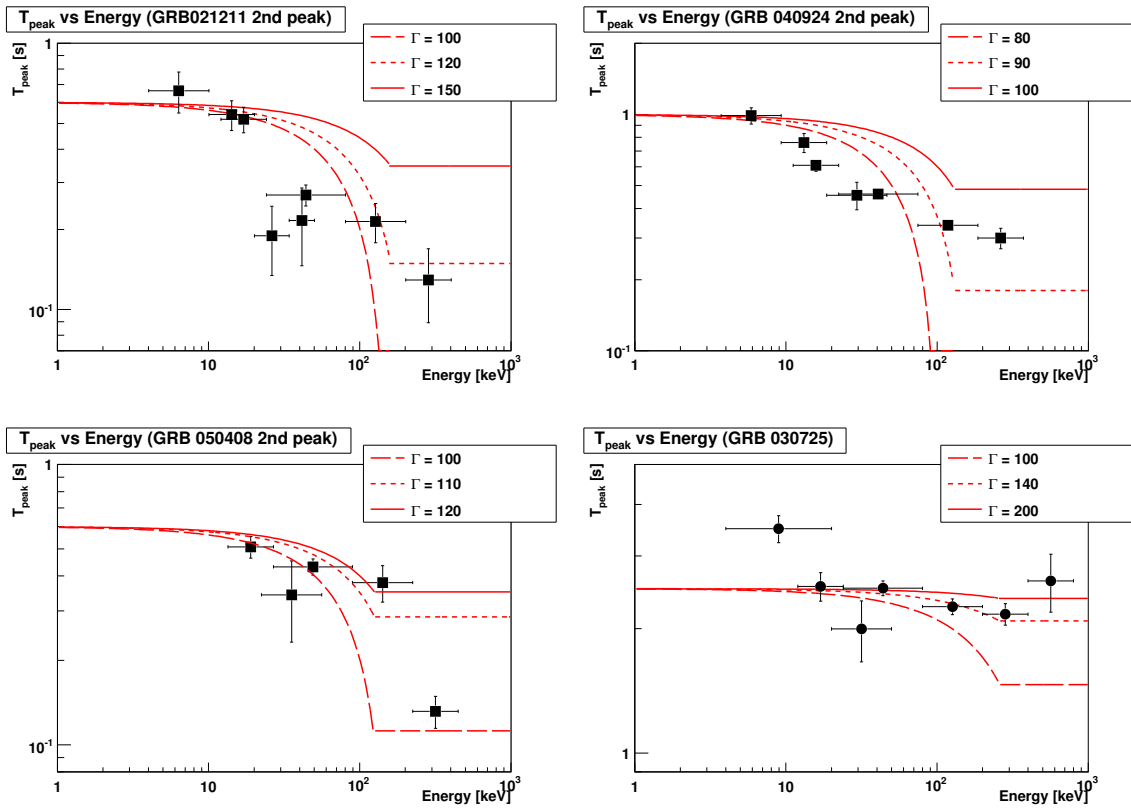 T_peak vs Energy (GRB021211 2nd peak)
Γ = 100
Γ = 120
Γ = 150
T_peak [s]
1
10^-1
1
10
10^2
10^3
Energy [keV]
T_peak vs Energy (GRB 040924 2nd peak)
Γ = 80
Γ = 90
Γ = 100
T_peak [s]
1
10^-1
1
10
10^2
10^3
Energy [keV]
T_peak vs Energy (GRB 050408 2nd peak)
Γ = 100
Γ = 110
Γ = 120
T_peak [s]
1
10^-1
1
10
10^2
10^3
Energy [keV]
T_peak vs Energy (GRB 030725)
Γ = 100
Γ = 140
Γ = 200
T_peak [s]
1
1
10
10^2
10^3
Energy [keV]